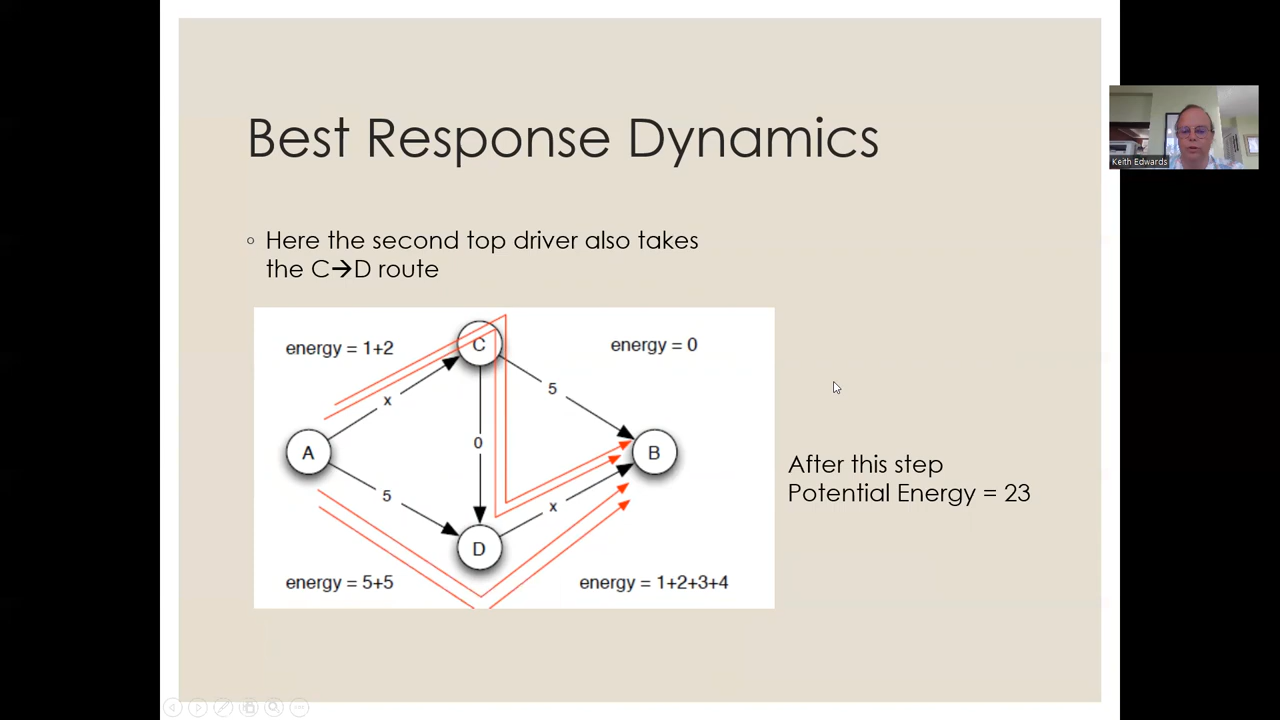 Best Response Dynamics
Keith Edwards
Here the second top driver also takes
the C→D route
energy = 1+2
C
energy = 0
5
x
A
0
B
5
x
D
energy = 5+5
energy = 1+2+3+4
After this step
Potential Energy = 23